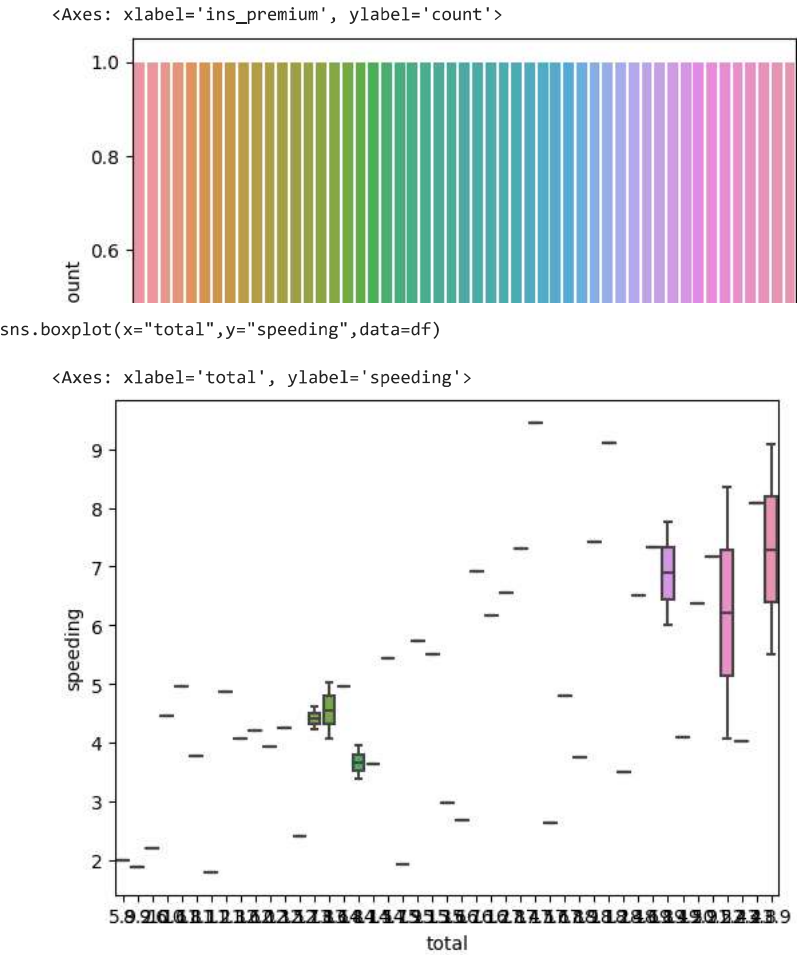 <Axes: xlabel='ins_premium', ylabel='count'>
1.0
0.8
0.6
ount
sns.boxplot(x="total",y="speeding",data=df)
<Axes: xlabel='total', ylabel='speeding'>
9
8
7
6
5
4
3
2
speeding
total